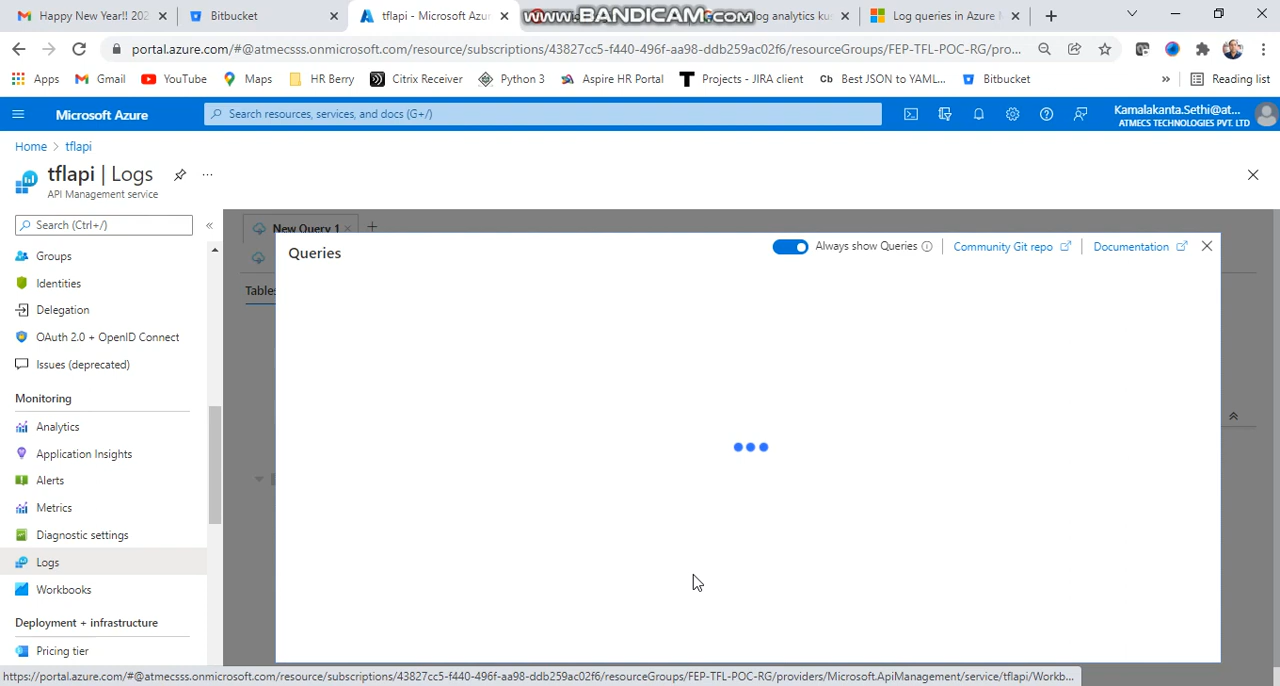 Happy New Year!! 202
Bitbucket
tflapi - Microsoft Azu
WWW.BANDICAM.COM
log analytics ku
Log queries in Azure M
portal.azure.com/#@atmecsss.onmicrosoft.com/resource/subscriptions/43827cc5-f440-496f-aa98-ddb259ac02f6/resourceGroups/FEP-TFL-POC-RG/pro...
Apps
Gmail
YouTube
Maps
HR Berry
Citrix Receiver
Python 3
Aspire HR Portal
Projects - JIRA client
Cb Best JSON to YAML...
Bitbucket
»
Reading list
Microsoft Azure
Search resources, services, and docs (G+/)
Kamalakanta.Sethi@at...
ATMECS TECHNOLOGIES PVT. LTD
Home > tflapi
tflapi | Logs
API Management service
Search (Ctrl+/)
«
Groups
Identities
Delegation
OAuth 2.0 + OpenID Connect
Issues (deprecated)
Monitoring
Analytics
Application Insights
Alerts
Metrics
Diagnostic settings
Logs
Workbooks
Deployment + infrastructure
Pricing tier
New Query 1
Tables
Queries
Always show Queries
Community Git repo
Documentation
https://portal.azure.com/#@atmecsss.onmicrosoft.com/resource/subscriptions/43827cc5-f440-496f-aa98-ddb259ac02f6/resourceGroups/FEP-TFL-POC-RG/providers/Microsoft.ApiManagement/service/tflapi/Workb...